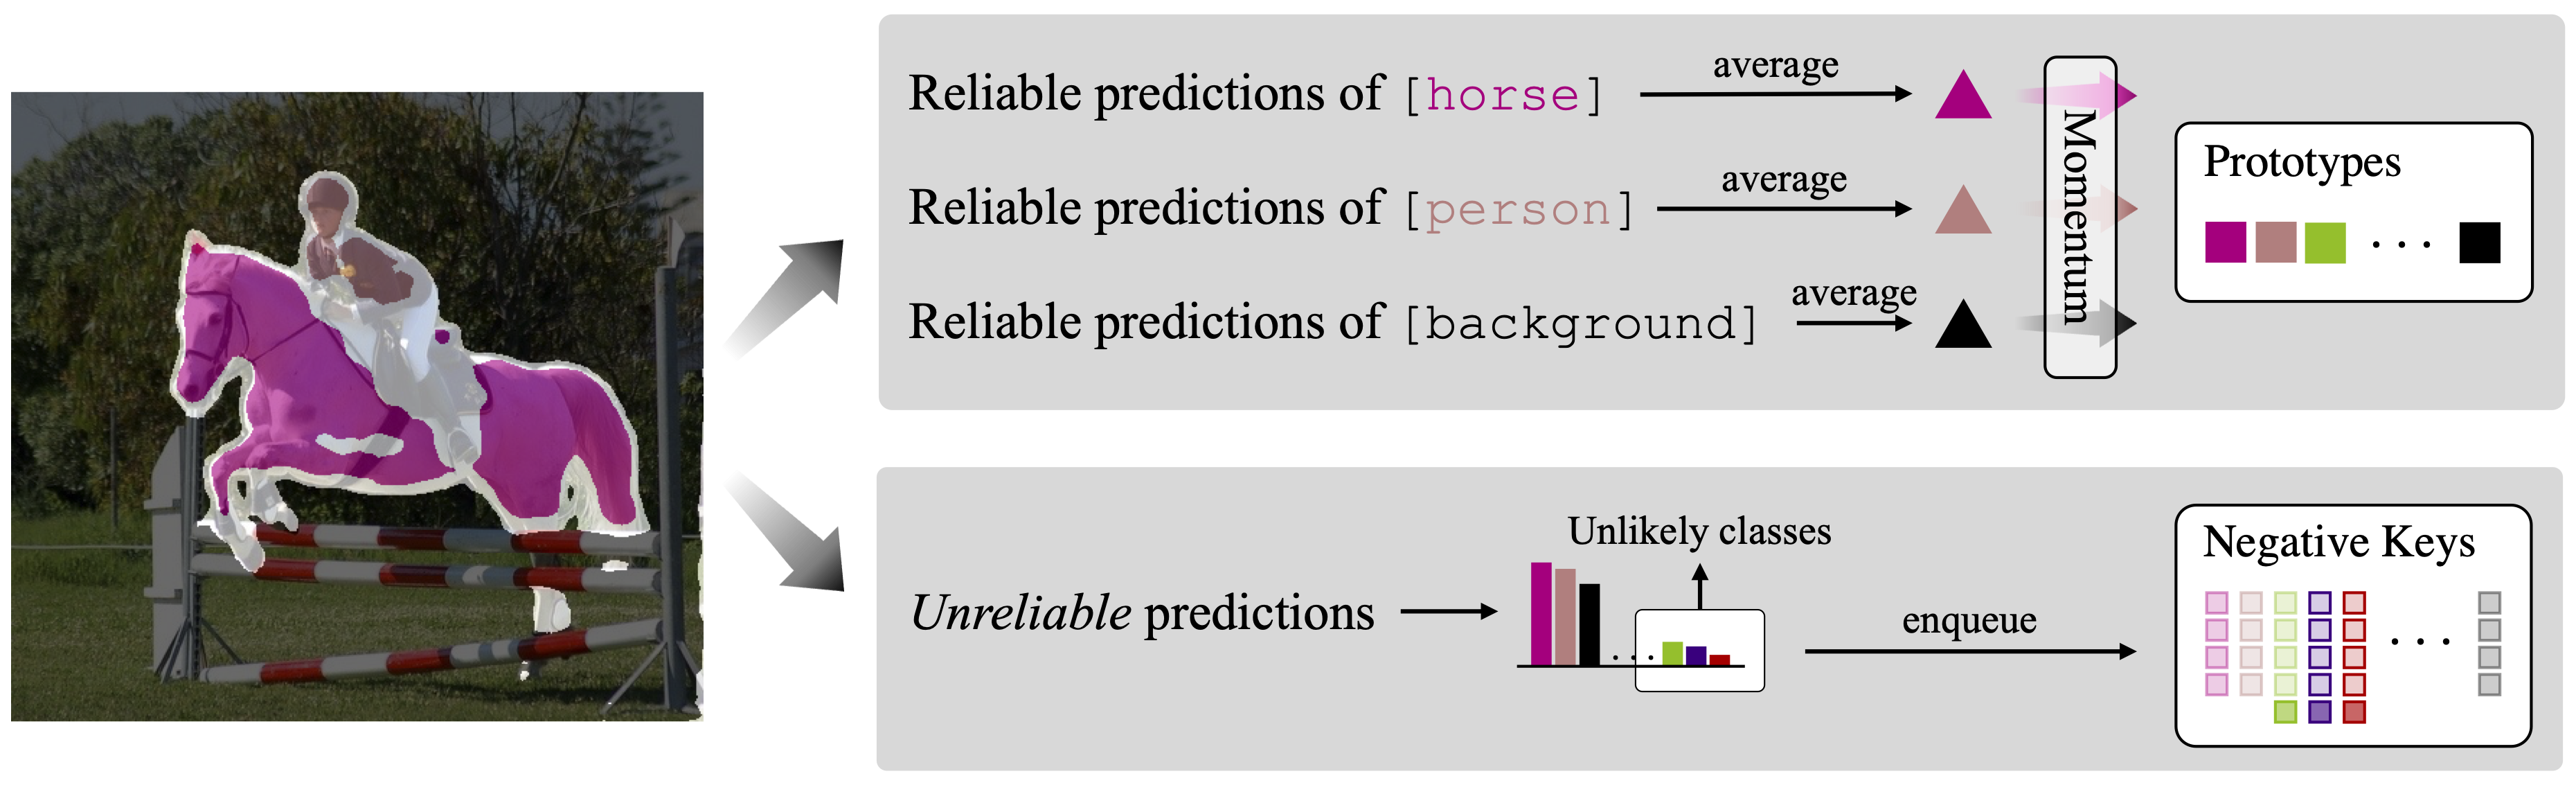 Reliable predictions of [horse]
average
Reliable predictions of [person]
average
Reliable predictions of [background]
average
Momentum
Prototypes
. . .
Unreliable predictions
Unlikely classes
. . .
enqueue
Negative Keys
. . .